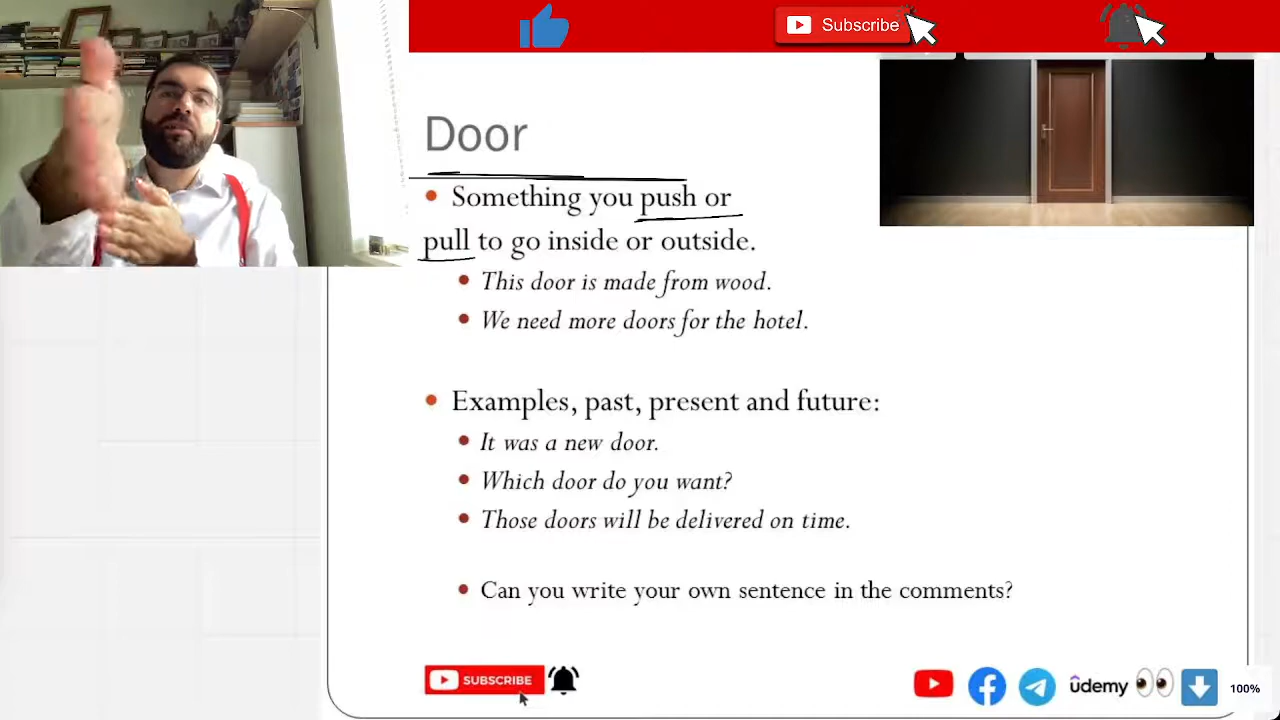 Subscribe
Door
Something you push or
pull to go inside or outside.
This door is made from wood.
We need more doors for the hotel.
Examples, past, present and future:
It was a new door.
Which door do you want?
Those doors will be delivered on time.
Can you write your own sentence in the comments?
SUBSCRIBE
udemy
100%